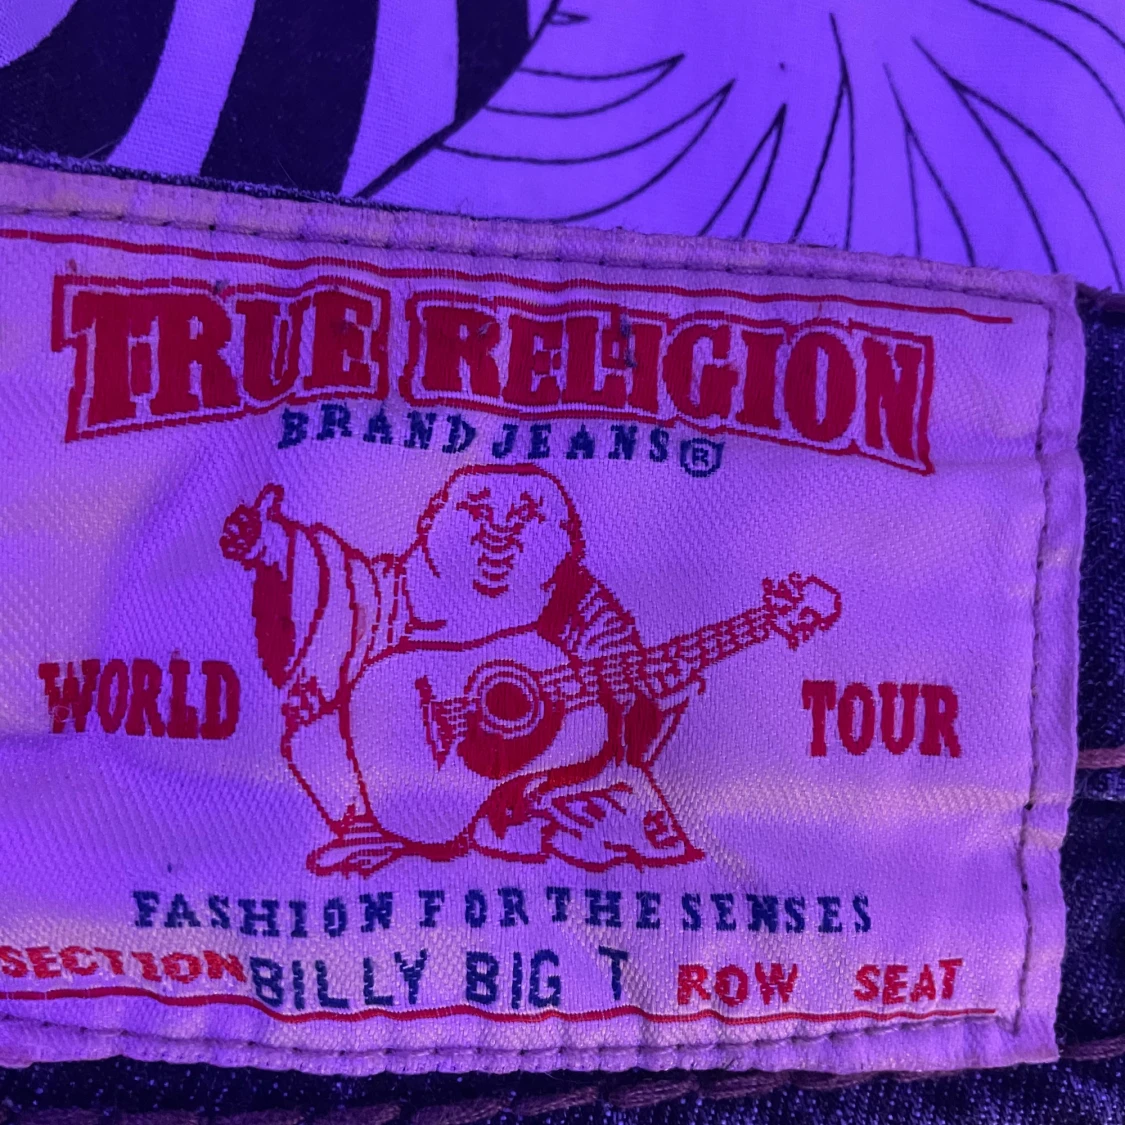 TRUE RELIGION
BRAND JEANS®
WORLD TOUR
FASHION FOR THE SENSES
SECTION BILLY BIG T ROW SEAT